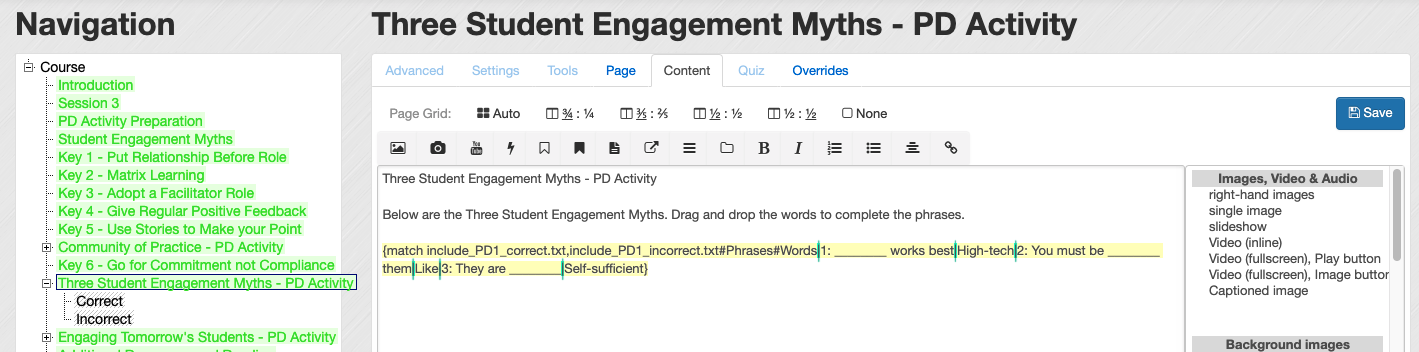 Navigation
Three Student Engagement Myths - PD Activity
Course
Introduction
Session 3
PD Activity Preparation
Student Engagement Myths
Key 1 - Put Relationship Before Role
Key 2 - Matrix Learning
Key 3 - Adopt a Facilitator Role
Key 4 - Give Regular Positive Feedback
Key 5 - Use Stories to Make your Point
Community of Practice - PD Activity
Key 6 - Go for Commitment not Compliance
Three Student Engagement Myths - PD Activity
Correct
Incorrect
Engaging Tomorrow's Students - PD Activity
Advanced Settings Tools Page Content Quiz Overrides
Page Grid: Auto ¾ : ¼ ⅗ : ⅖ ½ : ½ ½ : ½ None
Save
You Tube B I
Three Student Engagement Myths - PD Activity
Below are the Three Student Engagement Myths. Drag and drop the words to complete the phrases.
{match include_PD1_correct.txt,include_PD1_incorrect.txt#Phrases#Words|1: _______ works best|High-tech|2: You must be _______
them|Like|3: They are _______|Self-sufficient}
Images, Video & Audio
right-hand images
single image
slideshow
Video (inline)
Video (fullscreen), Play button
Video (fullscreen), Image button
Captioned image
Background images